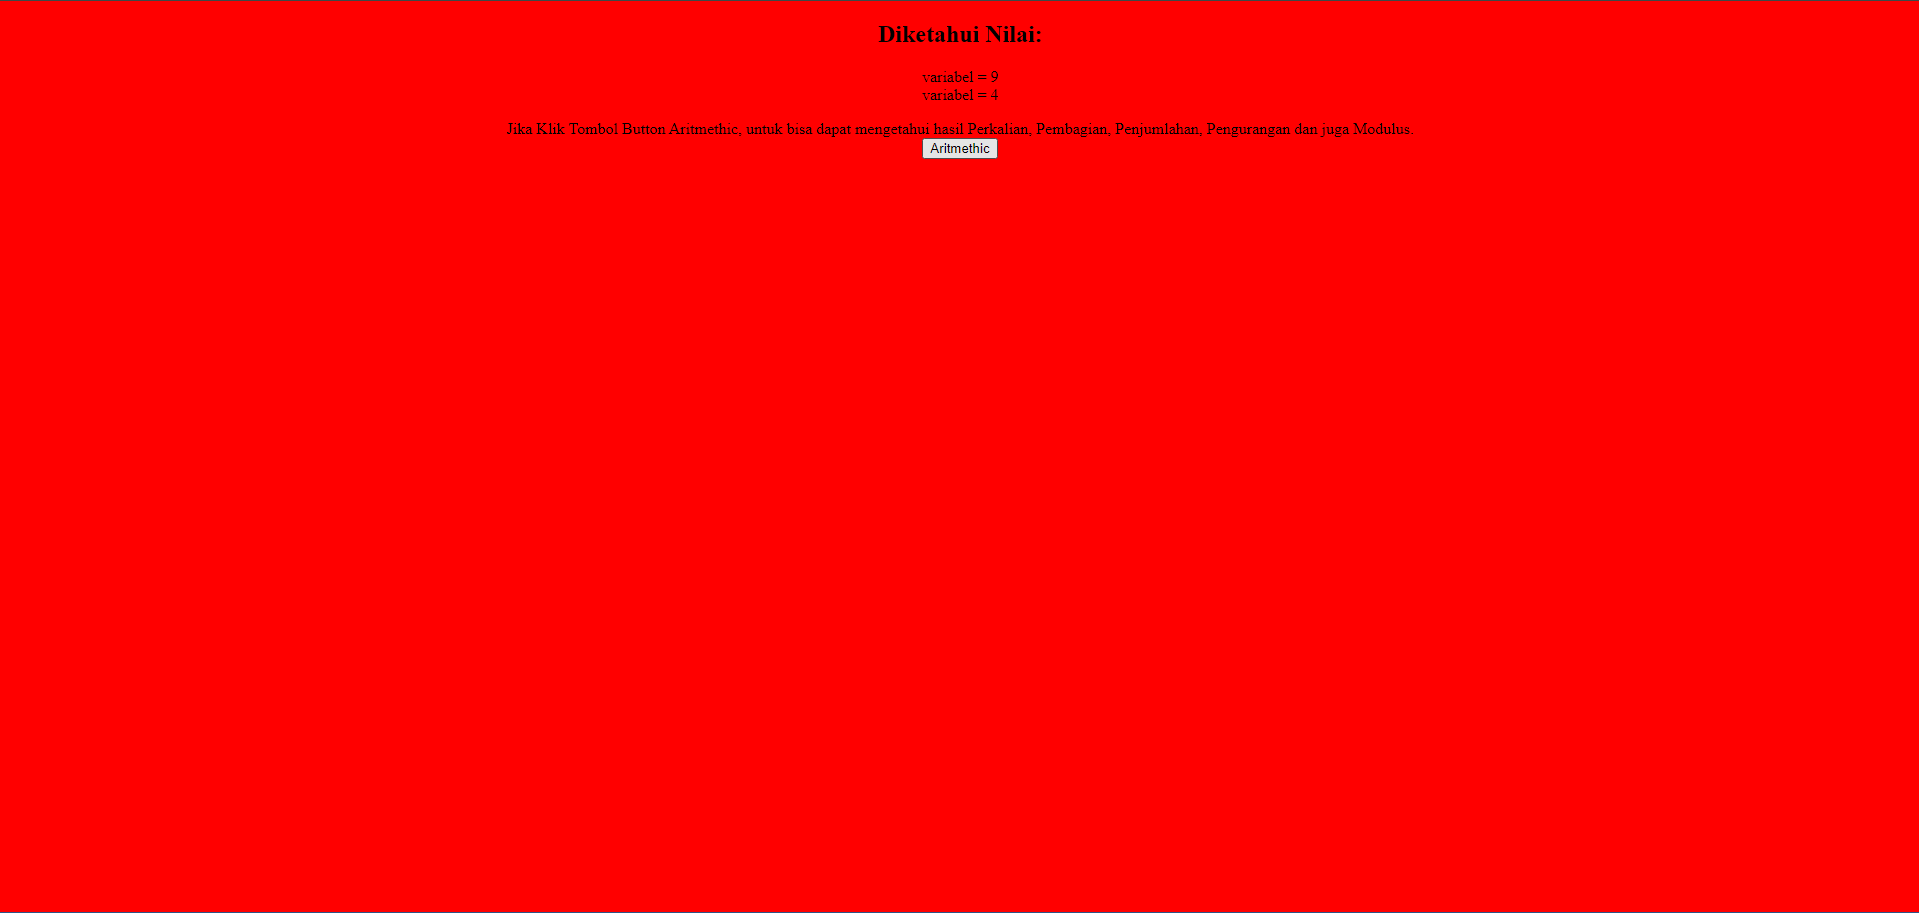 Diketahui Nilai:
variabel = 9
variabel = 4
Jika Klik Tombol Button Aritmethic, untuk bisa dapat mengetahui hasil Perkalian, Pembagian, Penjumlahan, Pengurangan dan juga Modulus.
Aritmethic